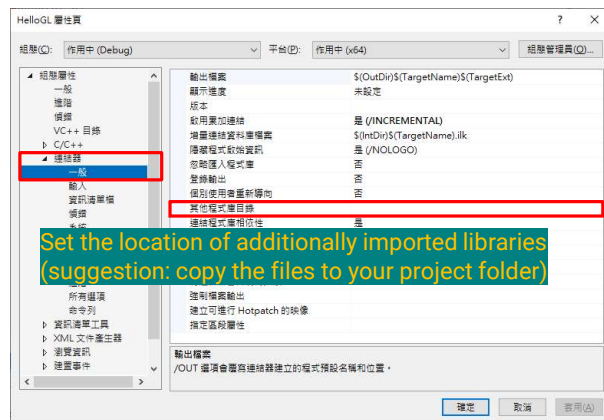 HelloGL 屬性頁
? ×
組態(C): 作用中 (Debug) 平台(P): 作用中 (x64) 組態管理員(O)...
組態屬性
一般
進階
偵錯
VC++ 目錄
C/C++
連結器
一般
輸入
資訊清單檔
偵錯
系統
所有選項
命令列
資訊清單工具
XML 文件產生器
瀏覽資訊
建置事件
輸出檔案 $(OutDir)$(TargetName)$(TargetExt)
顯示進度 未設定
版本
啟用累加連結 是 (/INCREMENTAL)
增量連結資料庫檔案 $(IntDir)$(TargetName).ilk
隱藏程式啟始資訊 是 (/NOLOGO)
忽略匯入程式庫 否
登錄輸出 否
個別使用者重新導向 否
其他程式庫目錄
連結程式庫相依性 是
Set the location of additionally imported libraries
(suggestion: copy the files to your project folder)
強制檔案輸出
建立可進行 Hotpatch 的映像
指定區段屬性
輸出檔案
/OUT 選項會覆寫連結器建立的程式預設名稱和位置。
確定 取消 套用(A)